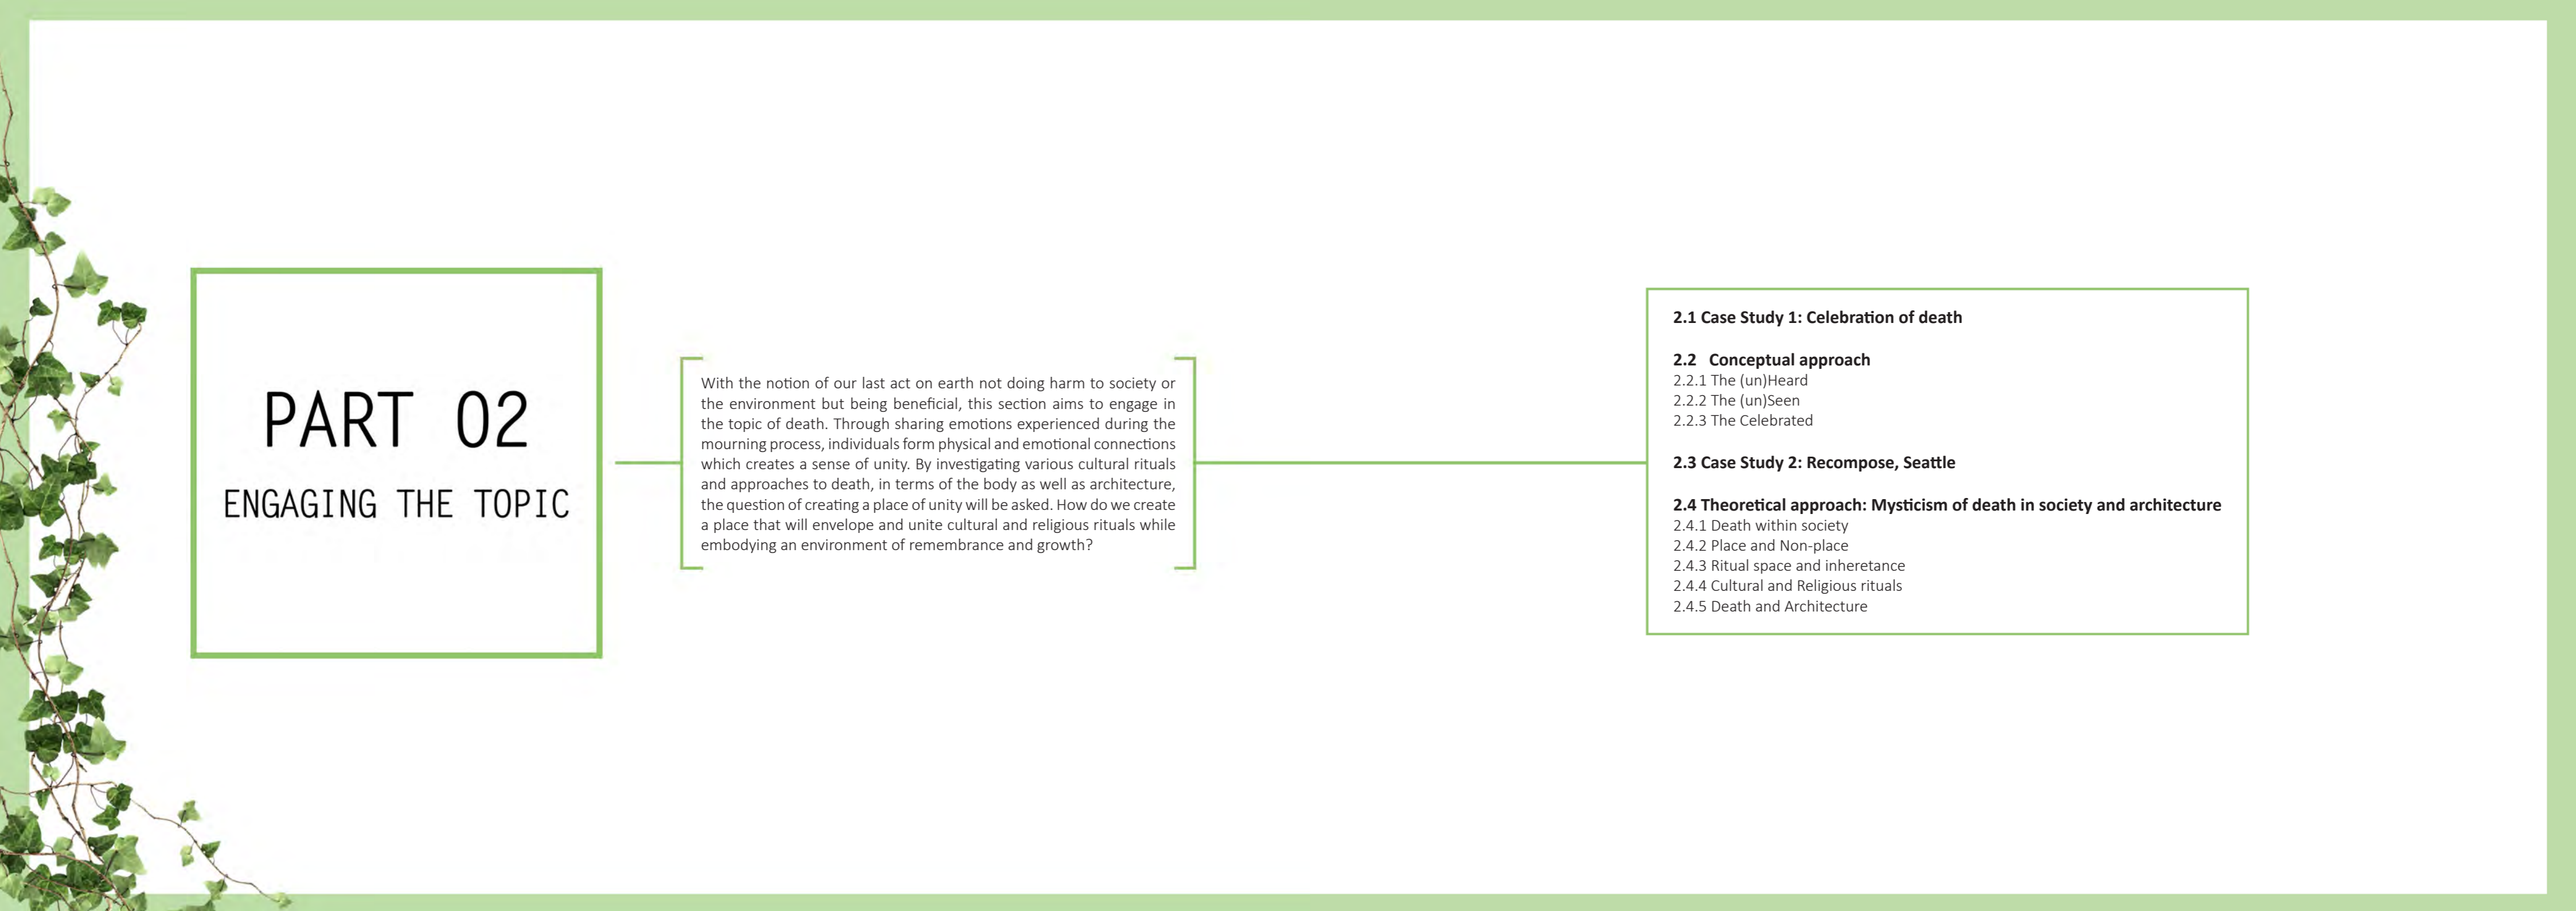 PART 02
ENGAGING THE TOPIC
With the notion of our last act on earth not doing harm to society or
the environment but being beneficial, this section aims to engage in
the topic of death. Through sharing emotions experienced during the
mourning process, individuals form physical and emotional connections
which creates a sense of unity. By investigating various cultural rituals
and approaches to death, in terms of the body as well as architecture,
the question of creating a place of unity will be asked. How do we create
a place that will envelope and unite cultural and religious rituals while
embodying an environment of remembrance and growth?
2.1 Case Study 1: Celebration of death
2.2 Conceptual approach
2.2.1 The (un)Heard
2.2.2 The (un)Seen
2.2.3 The Celebrated
2.3 Case Study 2: Recompose, Seattle
2.4 Theoretical approach: Mysticism of death in society and architecture
2.4.1 Death within society
2.4.2 Place and Non-place
2.4.3 Ritual space and inheretance
2.4.4 Cultural and Religious rituals
2.4.5 Death and Architecture